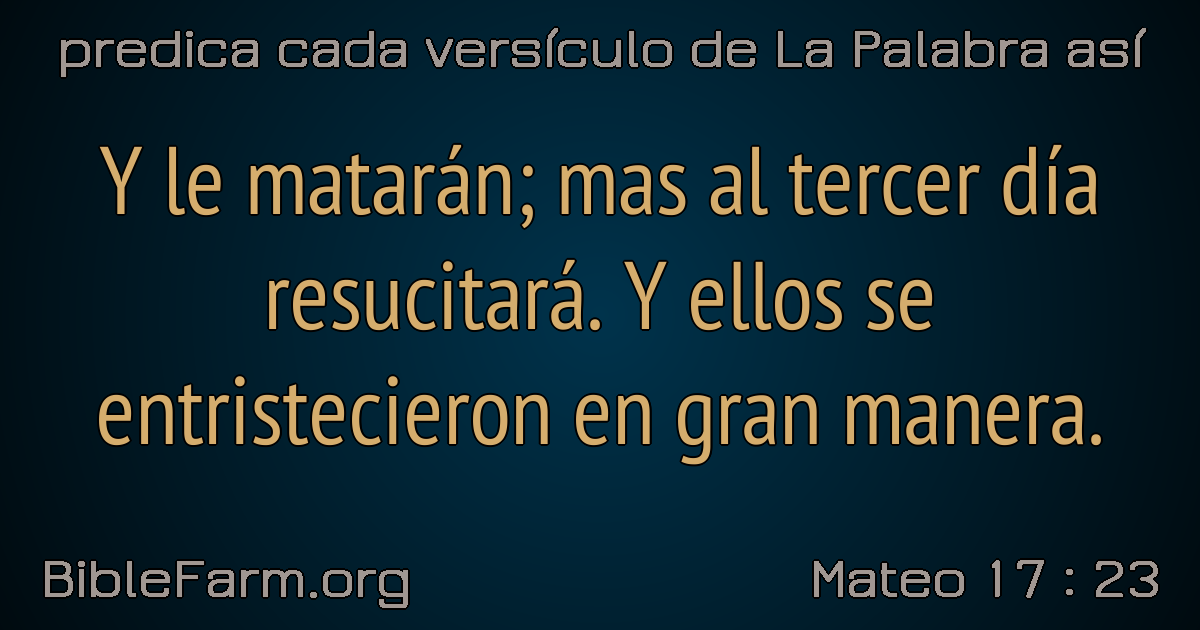 predica cada versículo de La Palabra así
Y le matarán; mas al tercer día
resucitará. Y ellos se
entristecieron en gran manera.
BibleFarm.org
Mateo 17 : 23